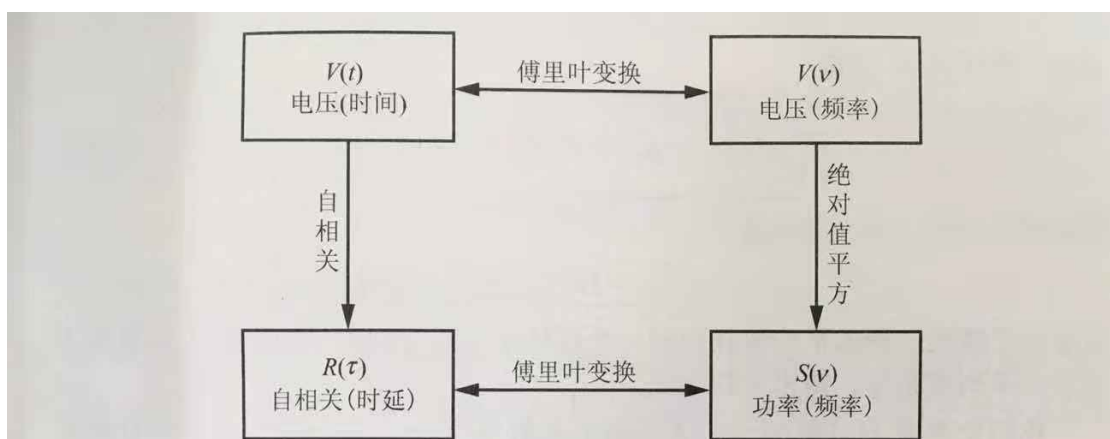 V(t)
电压(时间)
傅里叶变换
V(ν)
电压(频率)
自相关
绝对值平方
R(τ)
自相关(时延)
傅里叶变换
S(ν)
功率(频率)